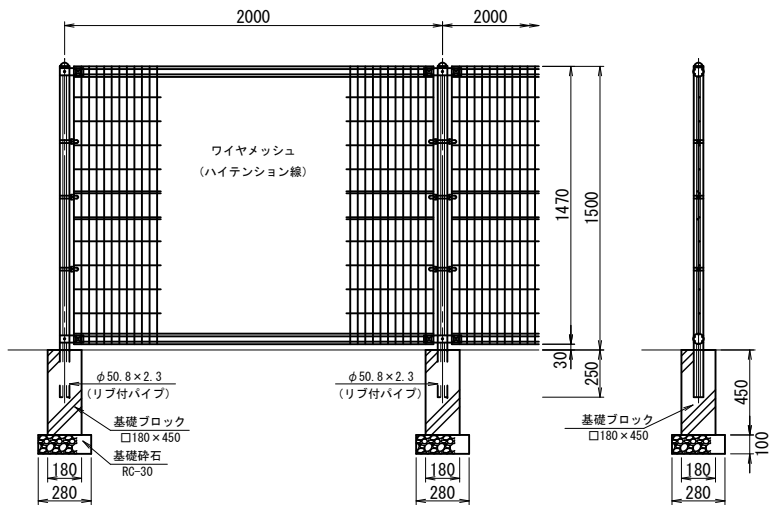 2000
2000
ワイヤメッシュ
(ハイテンション線)
1470
1500
30
250
φ50.8×2.3
(リブ付パイプ)
φ50.8×2.3
(リブ付パイプ)
基礎ブロック
□180×450
基礎砕石
RC-30
基礎ブロック
□180×450
450
100
180
280
180
280
180
280